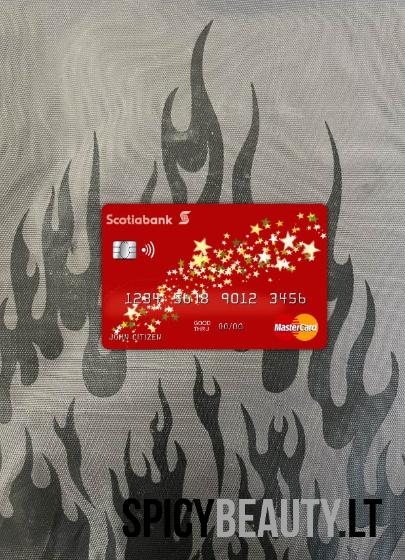 Scotiabank
1234 5678 9012 3456
GOOD
THRU 00/00
JOHN CITIZEN
MasterCard
SPICYBEAUTY.LT